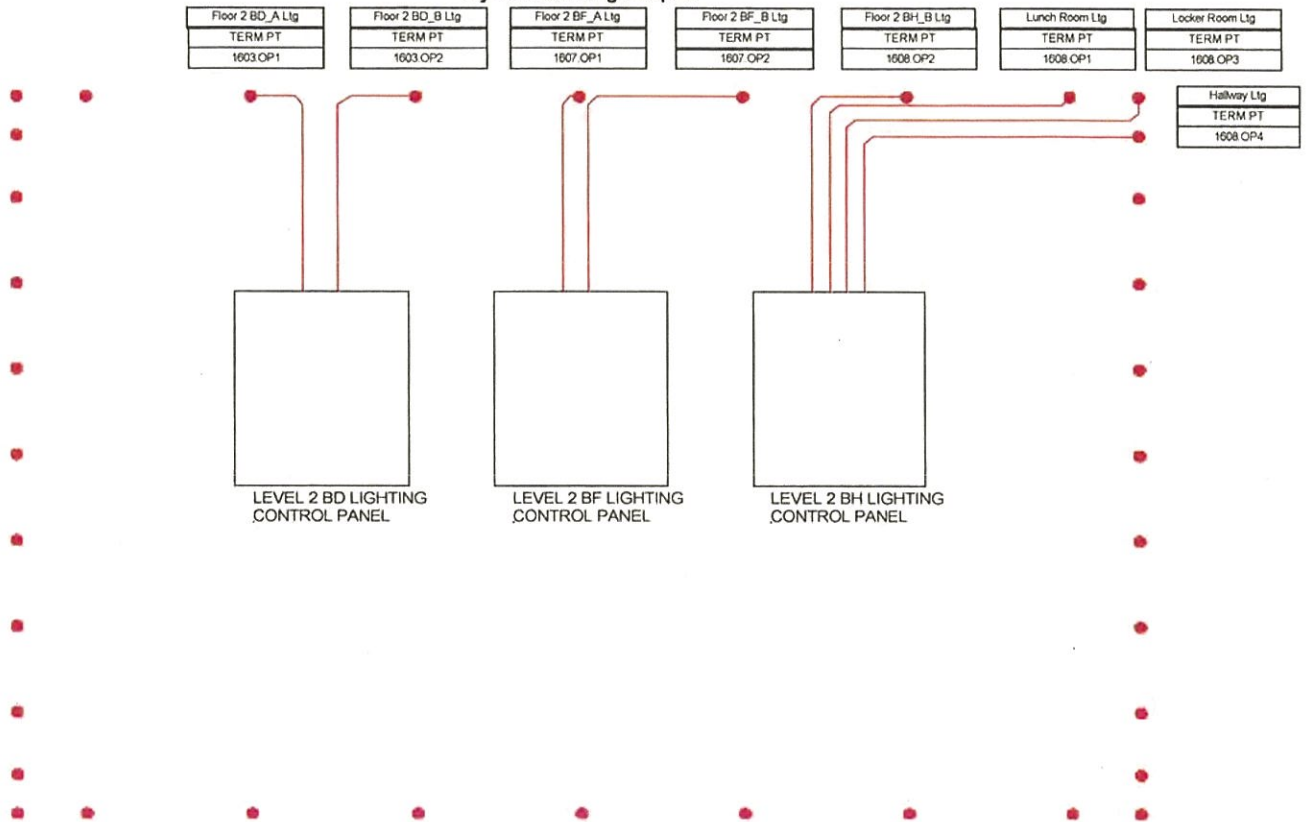 Floor 2 BD_A Ltg
TERM PT
1603.OP1
Floor 2 BD_B Ltg
TERM PT
1603.OP2
Floor 2 BF_A Ltg
TERM PT
1607.OP1
Floor 2 BF_B Ltg
TERM PT
1607.OP2
Floor 2 BH_B Ltg
TERM PT
1608.OP2
Lunch Room Ltg
TERM PT
1608.OP1
Locker Room Ltg
TERM PT
1608.OP3
Hallway Ltg
TERM PT
1608.OP4
LEVEL 2 BD LIGHTING
CONTROL PANEL
LEVEL 2 BF LIGHTING
CONTROL PANEL
LEVEL 2 BH LIGHTING
CONTROL PANEL